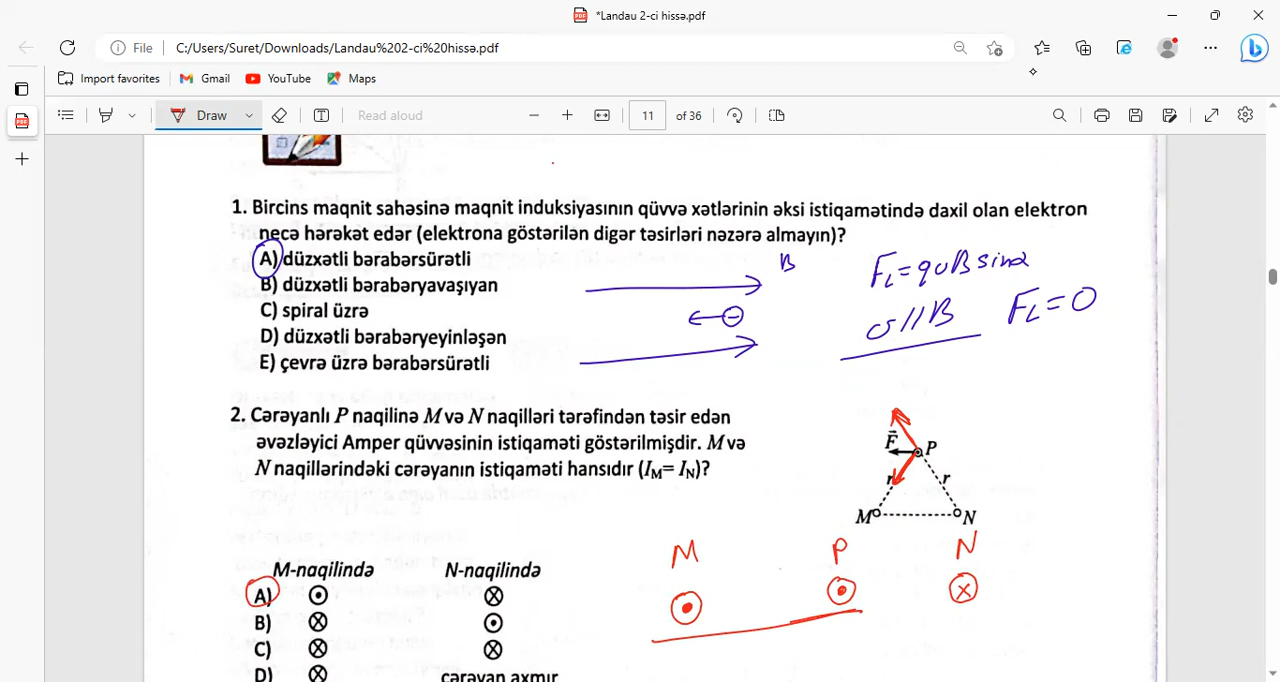 *Landau 2-ci hissə.pdf
File | C:/Users/Suret/Downloads/Landau%202-ci%20hissə.pdf
Import favorites Gmail YouTube Maps
Draw Read aloud 11 of 36
1. Bircins maqnit sahəsinə maqnit induksiyasının qüvvə xətlərinin əksi istiqamətində daxil olan elektron
necə hərəkət edər (elektrona göstərilən digər təsirləri nəzərə almayın)?
A) düzxətli bərabərsürətli
B) düzxətli bərabəryavaşıyan
C) spiral üzrə
D) düzxətli bərabəryeyinləşən
E) çevrə üzrə bərabərsürətli
B
F_L = qυB sinα
υ // B F_L = 0
2. Cərəyanlı P naqilinə M və N naqilləri tərəfindən təsir edən
əvəzləyici Amper qüvvəsinin istiqaməti göstərilmişdir. M və
N naqillərindəki cərəyanın istiqaməti hansıdır (I_M= I_N)?
F P
r r
M N
M P N
M-naqilində N-naqilində
A) ⊙ ⊗
B) ⊗ ⊙
C) ⊗ ⊗
D) ⊗ cərəyan axmır